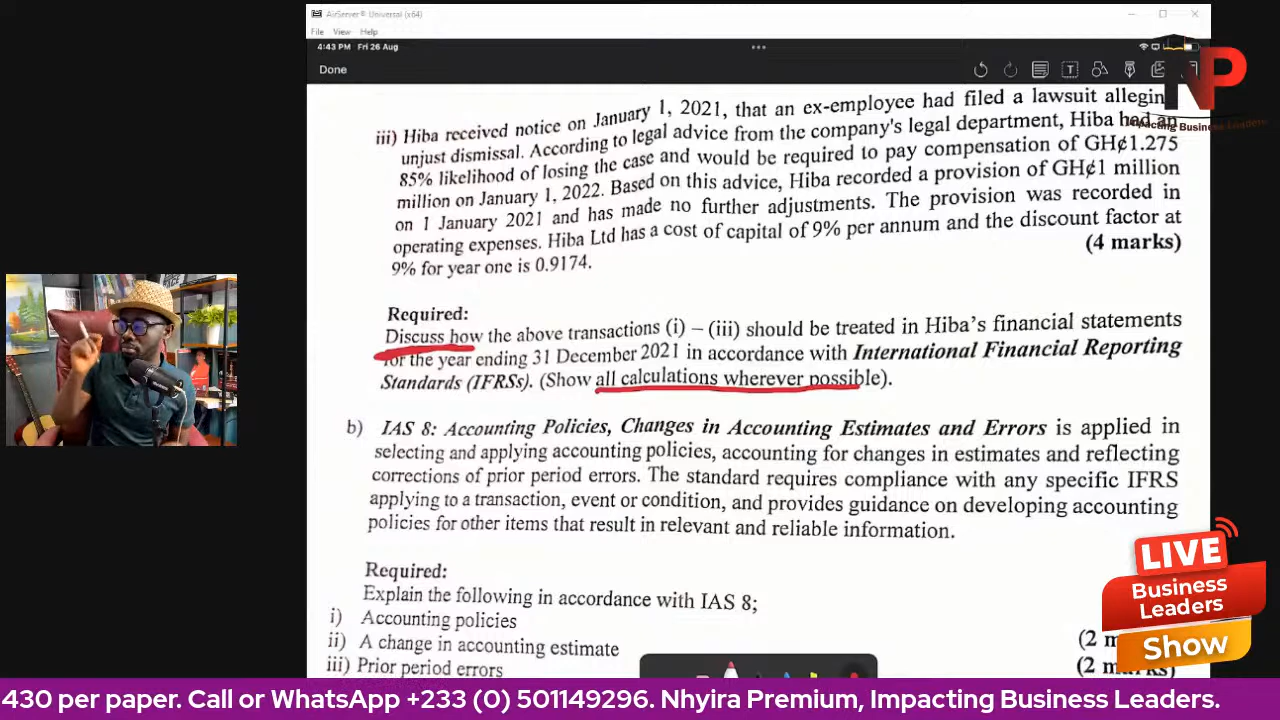 AirServer® Universal (x64)
File View Help
4:43 PM Fri 26 Aug
Done
NP
Impacting Business Leaders
iii) Hiba received notice on January 1, 2021, that an ex-employee had filed a lawsuit alleging
unjust dismissal. According to legal advice from the company's legal department, Hiba had an
85% likelihood of losing the case and would be required to pay compensation of GH¢1.275
million on January 1, 2022. Based on this advice, Hiba recorded a provision of GH¢1 million
on 1 January 2021 and has made no further adjustments. The provision was recorded in
operating expenses. Hiba Ltd has a cost of capital of 9% per annum and the discount factor at
9% for year one is 0.9174.
(4 marks)
Required:
Discuss how the above transactions (i) – (iii) should be treated in Hiba's financial statements
for the year ending 31 December 2021 in accordance with International Financial Reporting
Standards (IFRSs). (Show all calculations wherever possible).
b) IAS 8: Accounting Policies, Changes in Accounting Estimates and Errors is applied in
selecting and applying accounting policies, accounting for changes in estimates and reflecting
corrections of prior period errors. The standard requires compliance with any specific IFRS
applying to a transaction, event or condition, and provides guidance on developing accounting
policies for other items that result in relevant and reliable information.
Required:
Explain the following in accordance with IAS 8;
i) Accounting policies
ii) A change in accounting estimate
(2 m
iii) Prior period errors
(2 marks)
LIVE
Business
Leaders
Show
430 per paper. Call or WhatsApp +233 (0) 501149296. Nhyira Premium, Impacting Business Leaders.